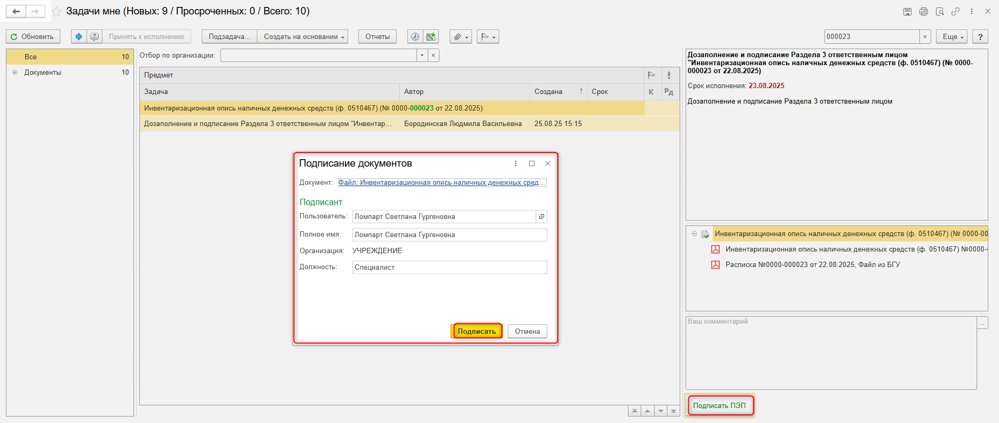 Задачи мне (Новых: 9 / Просроченных: 0 / Всего: 10)
Обновить
Принять к исполнению
Подзадача...
Создать на основании
Отчеты
000023
×
Еще
?
Все 10
Документы 10
Отбор по организации:
Предмет
Задача Автор Создана ↑ Срок К Рд
Инвентаризационная опись наличных денежных средств (ф. 0510467) (№ 0000-000023 от 22.08.2025)
Дозаполнение и подписание Раздела 3 ответственным лицом "Инвентар... Бородинская Людмила Васильевна 25.08.25 15:15
Подписание документов
Документ: Файл: Инвентаризационная опись наличных денежных сред...
Подписант
Пользователь: Ломпарт Светлана Гургеновна
Полное имя: Ломпарт Светлана Гургеновна
Организация: УЧРЕЖДЕНИЕ
Должность: Специалист
Подписать
Отмена
Дозаполнение и подписание Раздела 3 ответственным лицом
"Инвентаризационная опись наличных денежных средств (ф. 0510467) (№ 0000-
000023 от 22.08.2025)
Срок исполнения: 23.08.2025
Дозаполнение и подписание Раздела 3 ответственным лицом
Инвентаризационная опись наличных денежных средств (ф. 0510467) (№ 0000-00
Инвентаризационная опись наличных денежных средств (ф. 0510467) №0000-
Расписка №0000-000023 от 22.08.2025, Файл из БГУ
Ваш комментарий
...
Подписать ПЭП